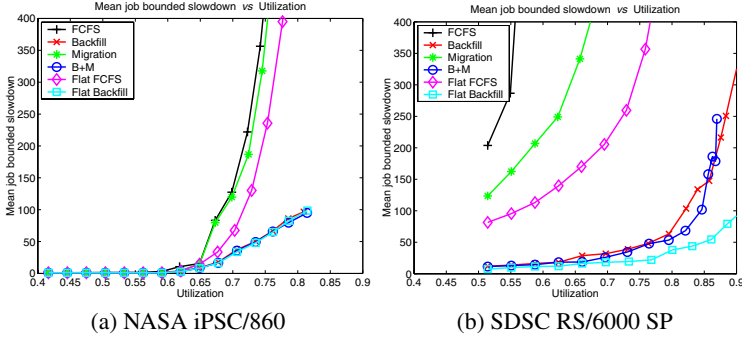 Mean job bounded slowdown vs Utilization
Mean job bounded slowdown
400
350
300
250
200
150
100
50
0
FCFS
Backfill
Migration
B+M
Flat FCFS
Flat Backfill
0.4 0.45 0.5 0.55 0.6 0.65 0.7 0.75 0.8 0.85 0.9
Utilization
(a) NASA iPSC/860
Mean job bounded slowdown vs Utilization
Mean job bounded slowdown
400
350
300
250
200
150
100
50
0
FCFS
Backfill
Migration
B+M
Flat FCFS
Flat Backfill
0.4 0.45 0.5 0.55 0.6 0.65 0.7 0.75 0.8 0.85 0.9
Utilization
(b) SDSC RS/6000 SP